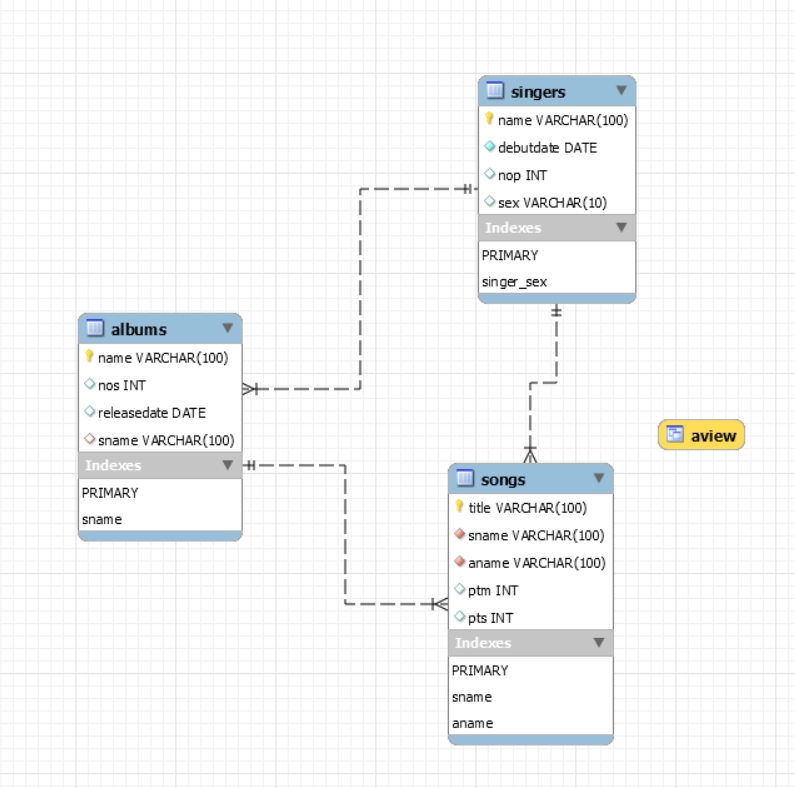 singers
name VARCHAR(100)
debutdate DATE
nop INT
sex VARCHAR(10)
Indexes
PRIMARY
singer_sex
albums
name VARCHAR(100)
nos INT
releasedate DATE
sname VARCHAR(100)
Indexes
PRIMARY
sname
aview
songs
title VARCHAR(100)
sname VARCHAR(100)
aname VARCHAR(100)
ptm INT
pts INT
Indexes
PRIMARY
sname
aname